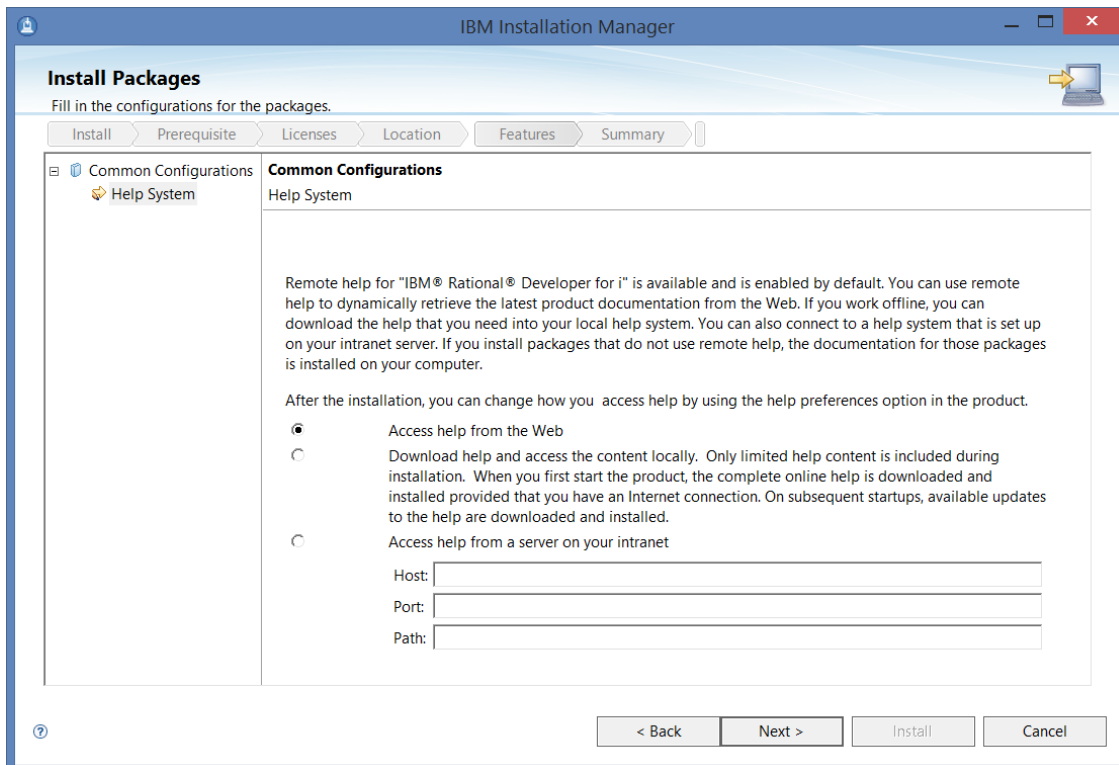 IBM Installation Manager
Install Packages
Fill in the configurations for the packages.
Install Prerequisite Licenses Location Features Summary
Common Configurations
Help System
Common Configurations
Help System
Remote help for "IBM® Rational® Developer for i" is available and is enabled by default. You can use remote
help to dynamically retrieve the latest product documentation from the Web. If you work offline, you can
download the help that you need into your local help system. You can also connect to a help system that is set up
on your intranet server. If you install packages that do not use remote help, the documentation for those packages
is installed on your computer.
After the installation, you can change how you  access help by using the help preferences option in the product.
Access help from the Web
Download help and access the content locally.  Only limited help content is included during
installation.  When you first start the product, the complete online help is downloaded and
installed provided that you have an Internet connection. On subsequent startups, available updates
to the help are downloaded and installed.
Access help from a server on your intranet
Host:
Port:
Path:
< Back Next > Install Cancel